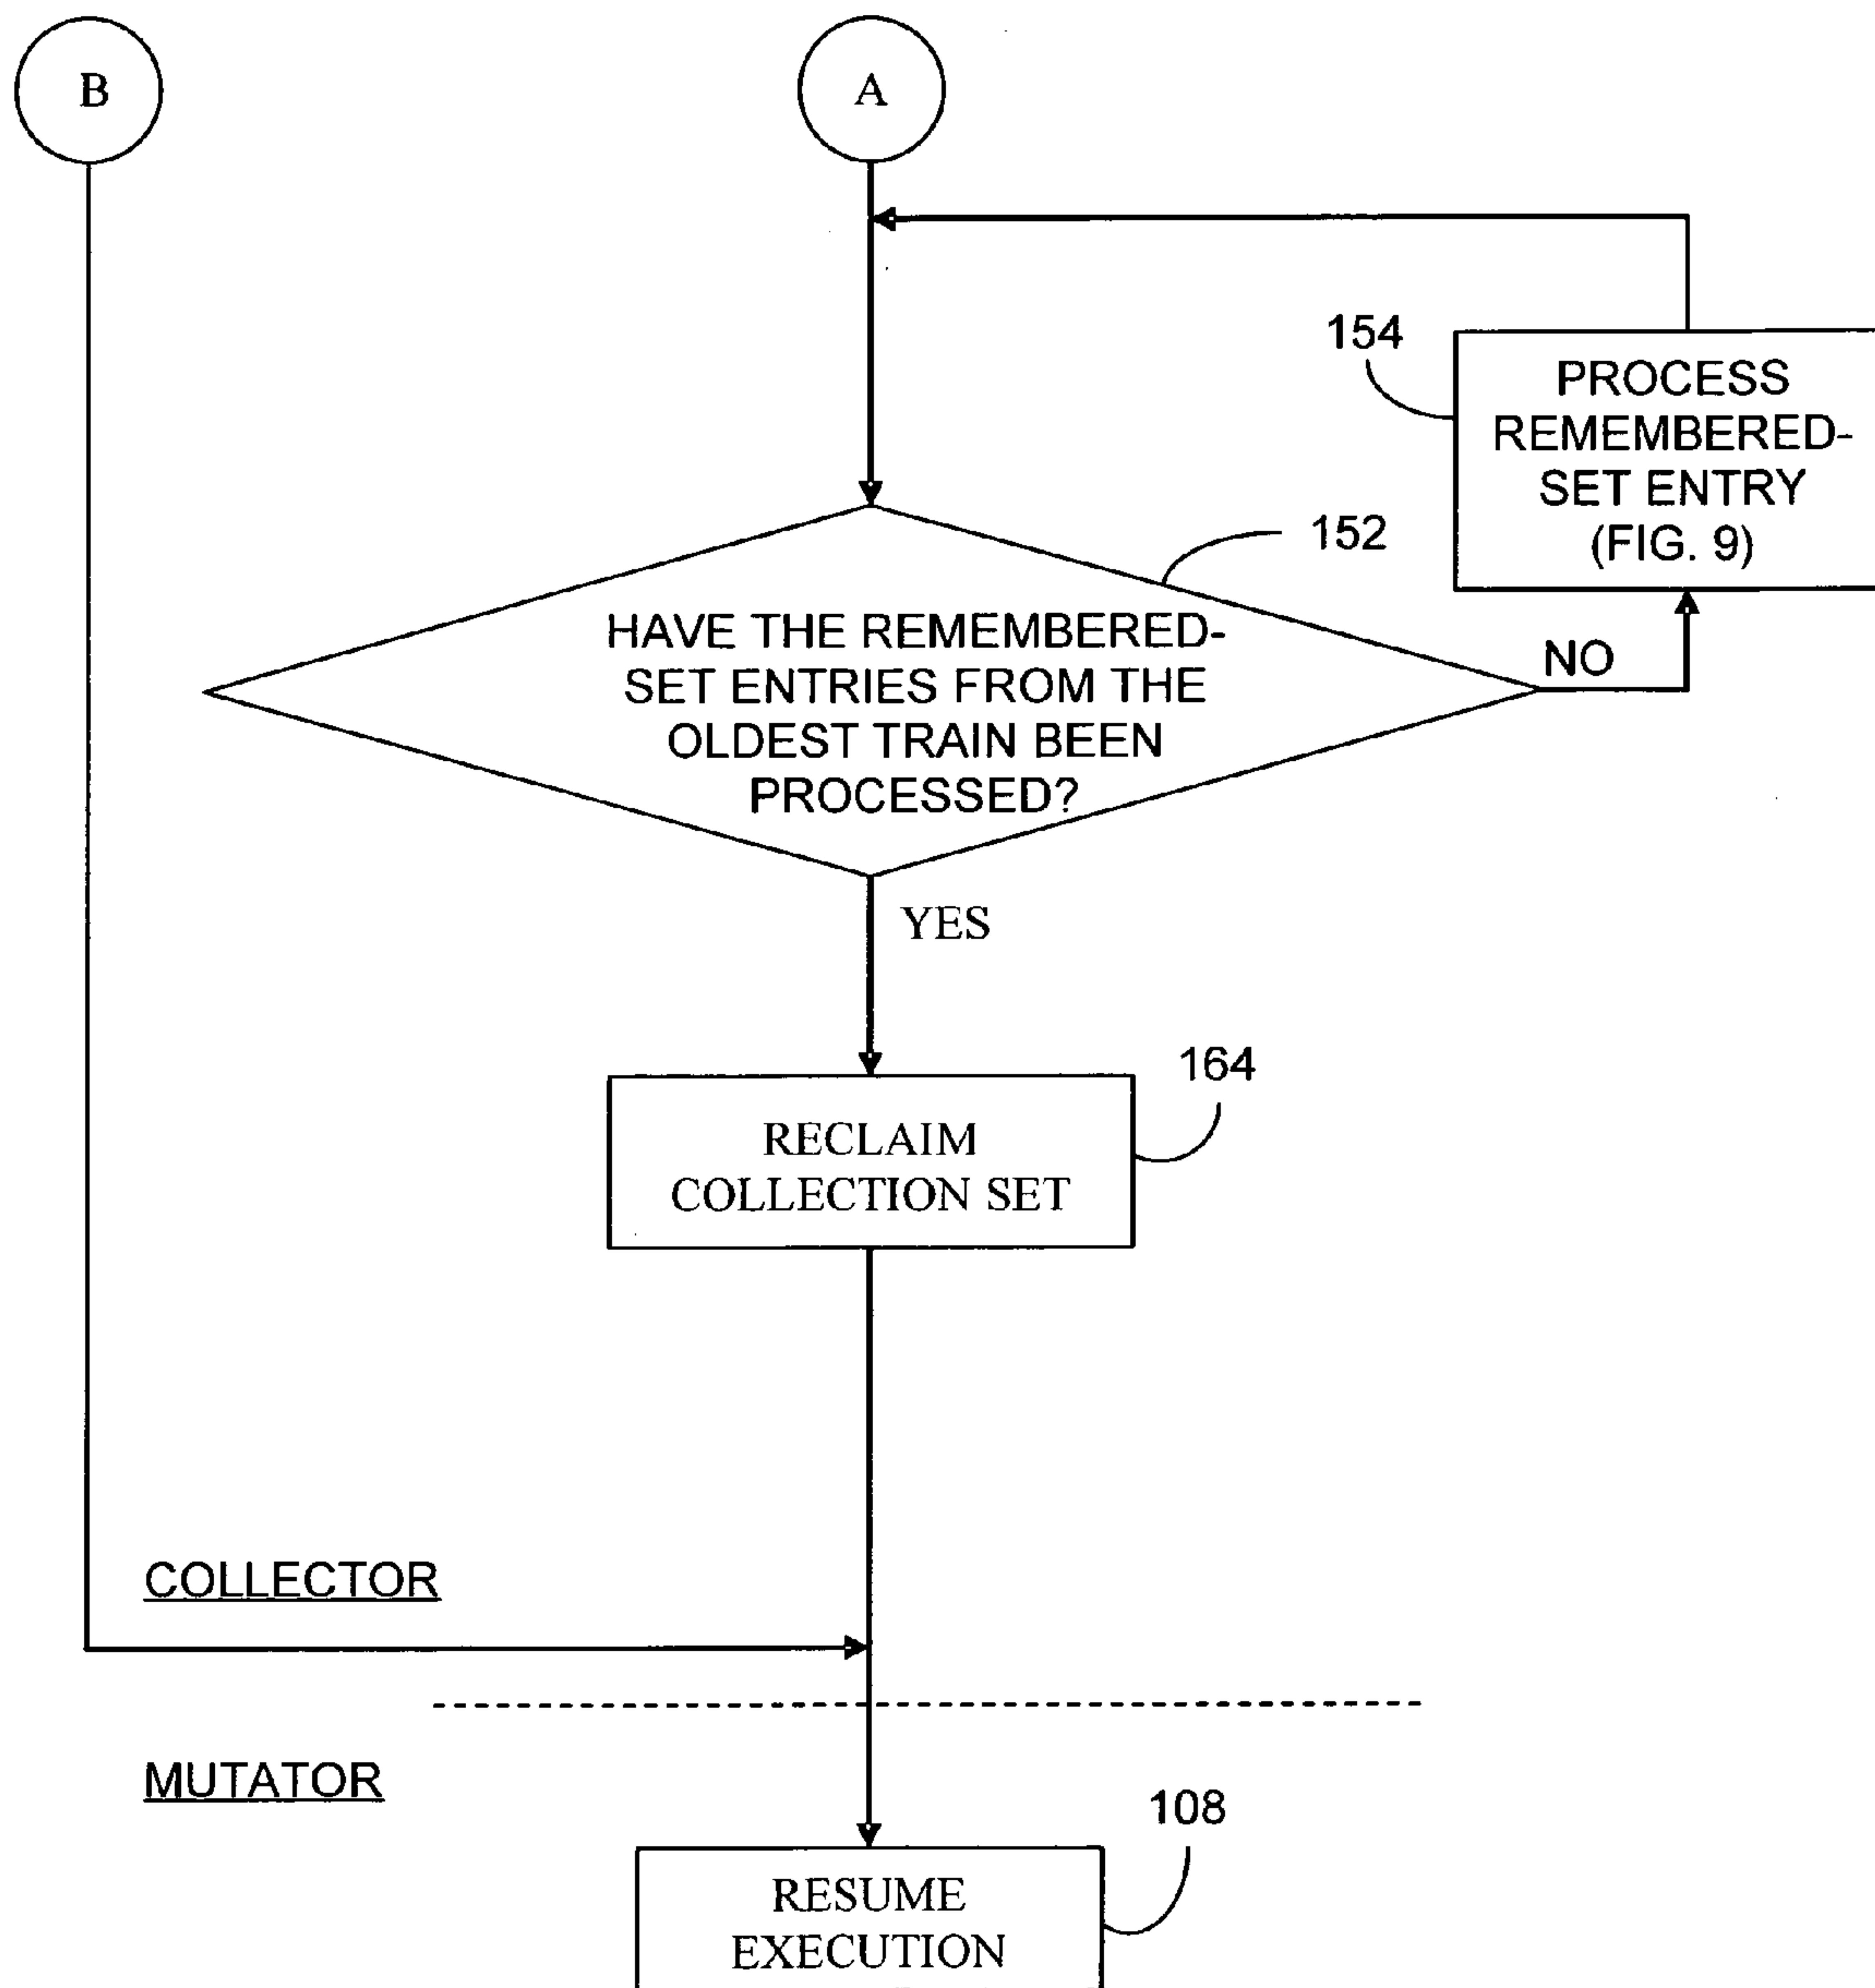 B
A
154
PROCESS
REMEMBERED-
SET ENTRY
(FIG. 9)
152
HAVE THE REMEMBERED-
SET ENTRIES FROM THE
OLDEST TRAIN BEEN
PROCESSED?
NO
YES
164
RECLAIM
COLLECTION SET
COLLECTOR
MUTATOR
108
RESUME
EXECUTION